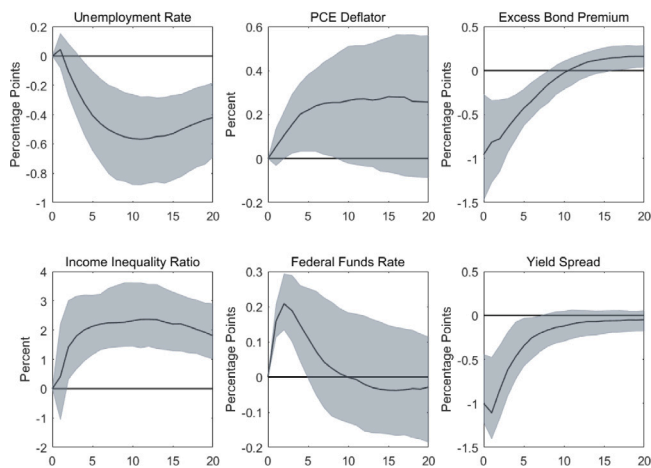 Unemployment Rate
Percentage Points
0.2
0
-0.2
-0.4
-0.6
-0.8
-1
0 5 10 15 20
PCE Deflator
Percent
0.6
0.4
0.2
0
-0.2
0 5 10 15 20
Excess Bond Premium
Percentage Points
0.5
0
-0.5
-1
-1.5
0 5 10 15 20
Income Inequality Ratio
Percent
4
3
2
1
0
-1
-2
0 5 10 15 20
Federal Funds Rate
Percentage Points
0.3
0.2
0.1
0
-0.1
-0.2
0 5 10 15 20
Yield Spread
Percentage Points
0.5
0
-0.5
-1
-1.5
0 5 10 15 20